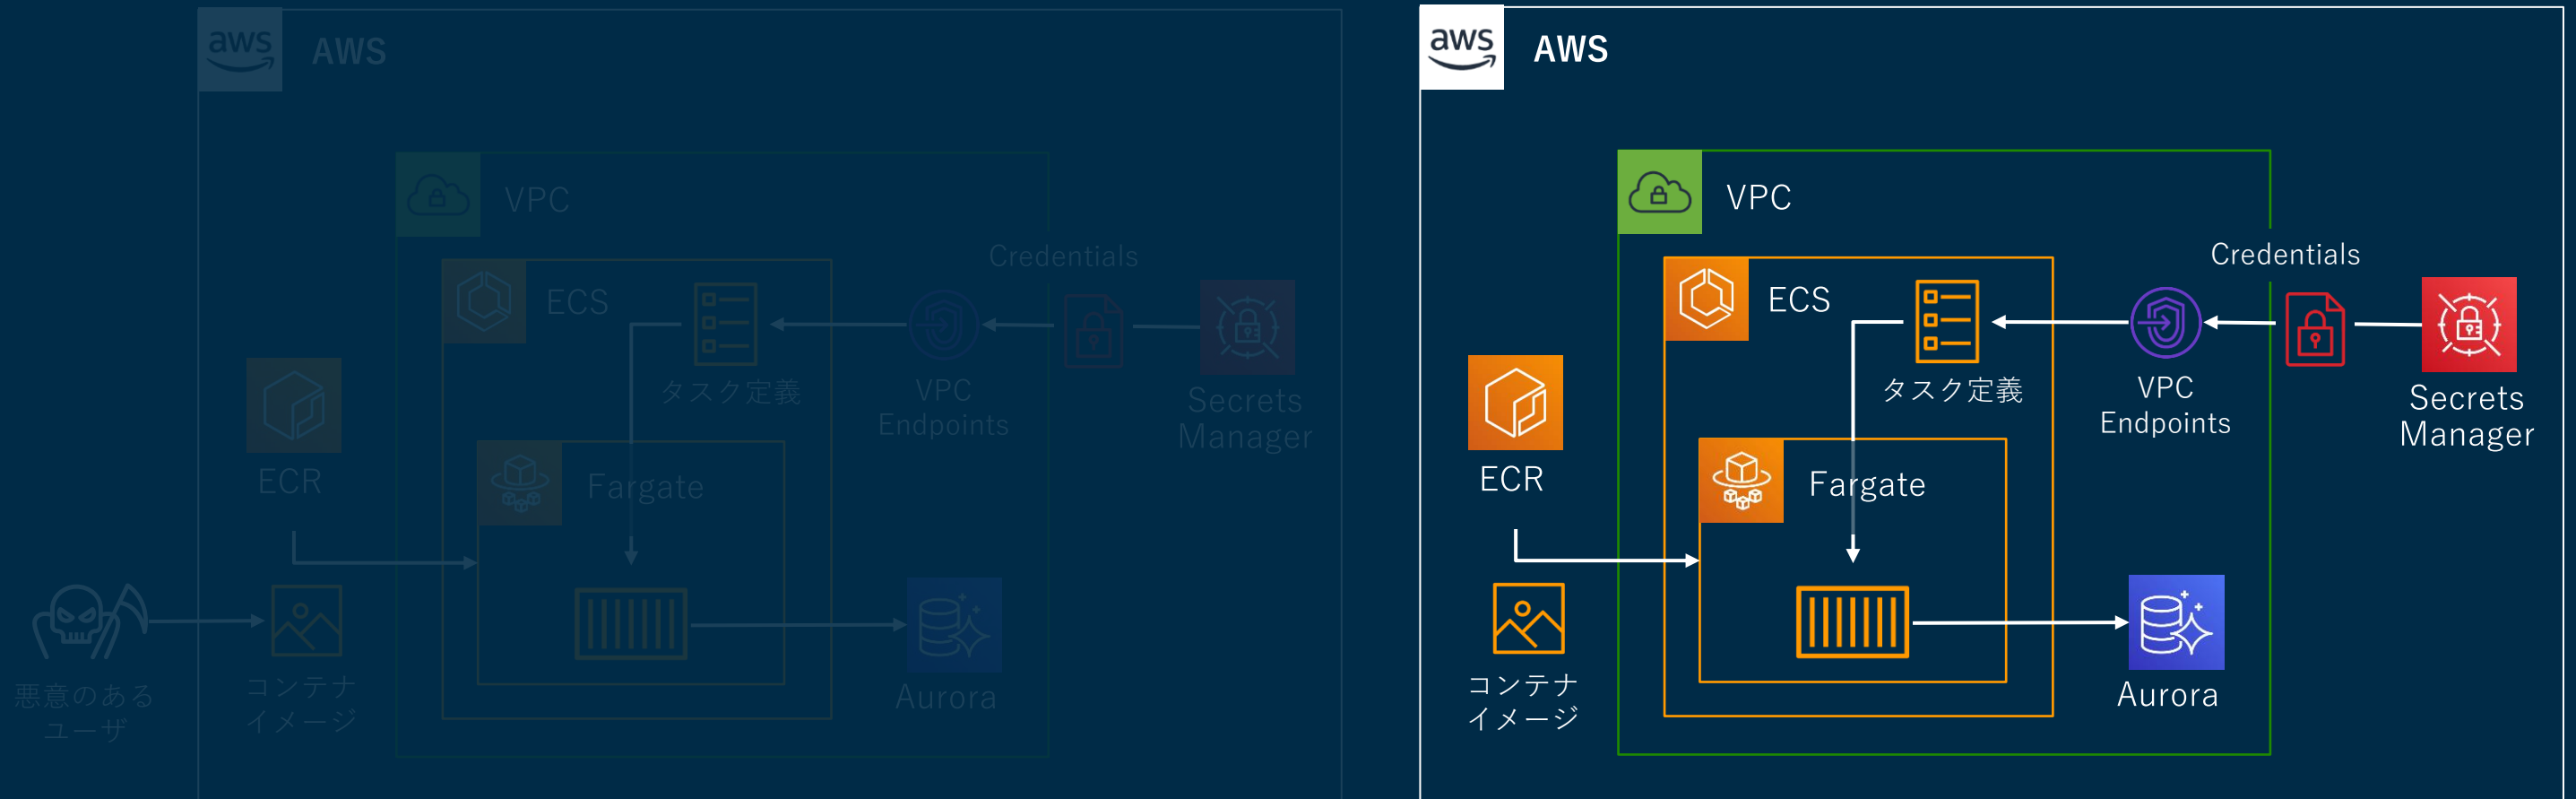 aws
AWS
VPC
Credentials
ECS
タスク定義
VPC
Endpoints
Secrets
Manager
ECR
Fargate
悪意のある
ユーザ
コンテナ
イメージ
Aurora
aws
AWS
VPC
Credentials
ECS
タスク定義
VPC
Endpoints
Secrets
Manager
ECR
Fargate
コンテナ
イメージ
Aurora